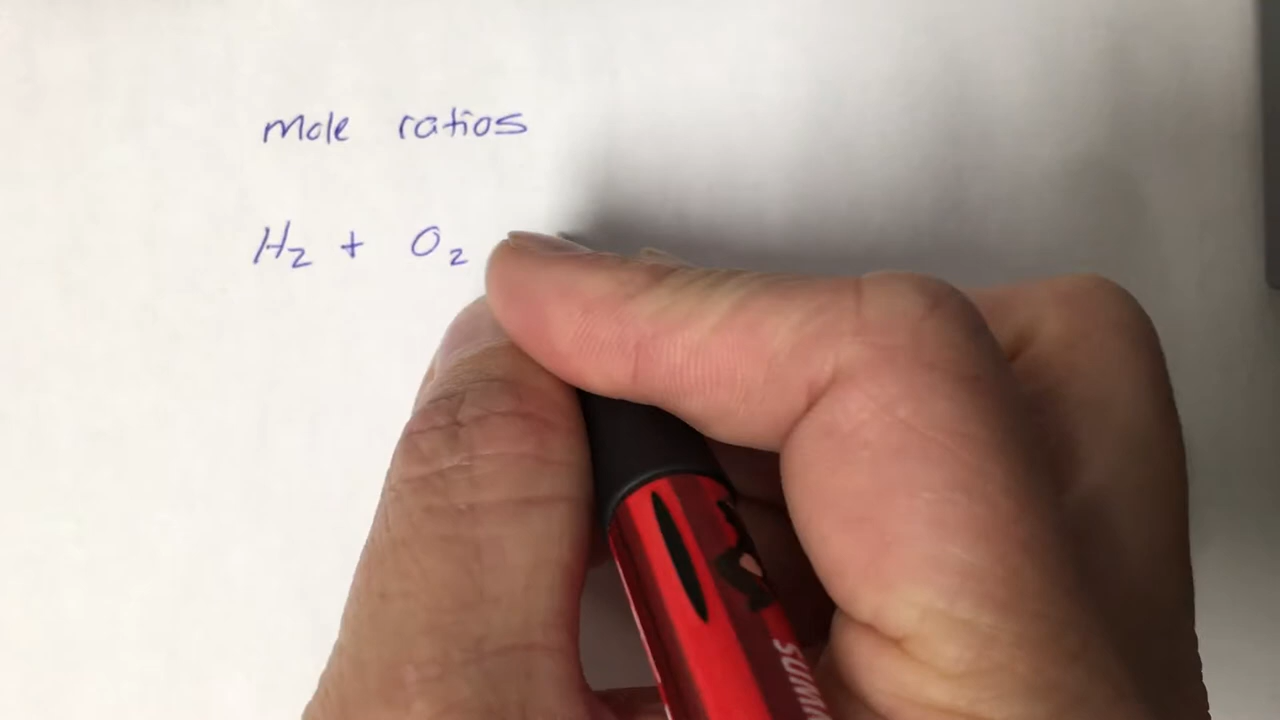 mole ratios
H₂ + O₂